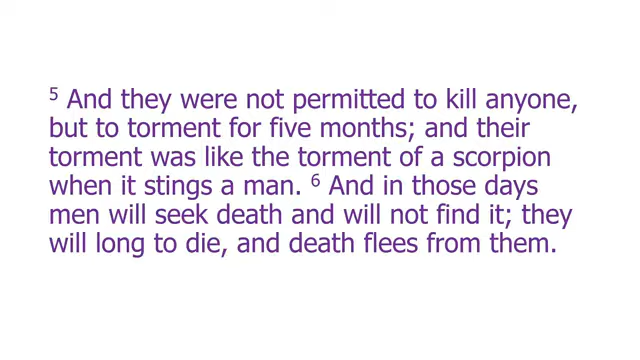 ⁵ And they were not permitted to kill anyone,
but to torment for five months; and their
torment was like the torment of a scorpion
when it stings a man. ⁶ And in those days
men will seek death and will not find it; they
will long to die, and death flees from them.